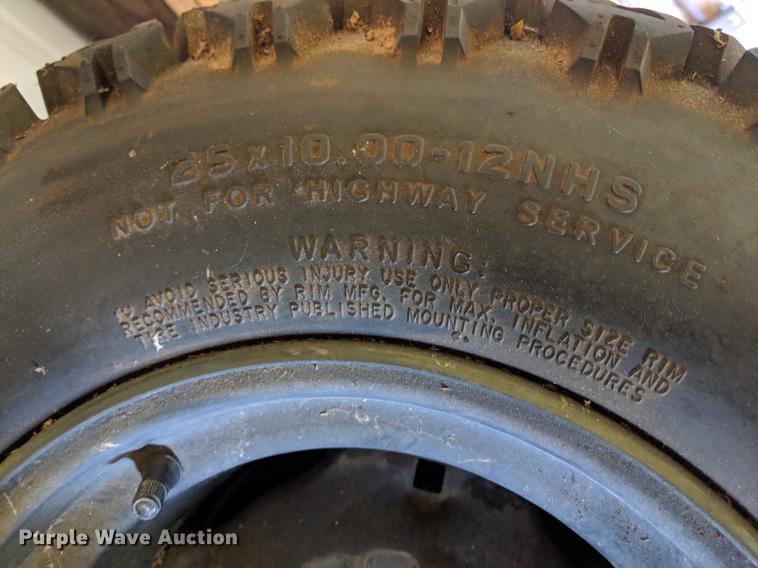 25x10.00-12NHS
NOT FOR HIGHWAY SERVICE
WARNING:
TO AVOID SERIOUS INJURY USE ONLY PROPER SIZE RIM
RECOMMENDED BY RIM MFG. FOR MAX. INFLATION AND
TIRE INDUSTRY PUBLISHED MOUNTING PROCEDURES
Purple Wave Auction